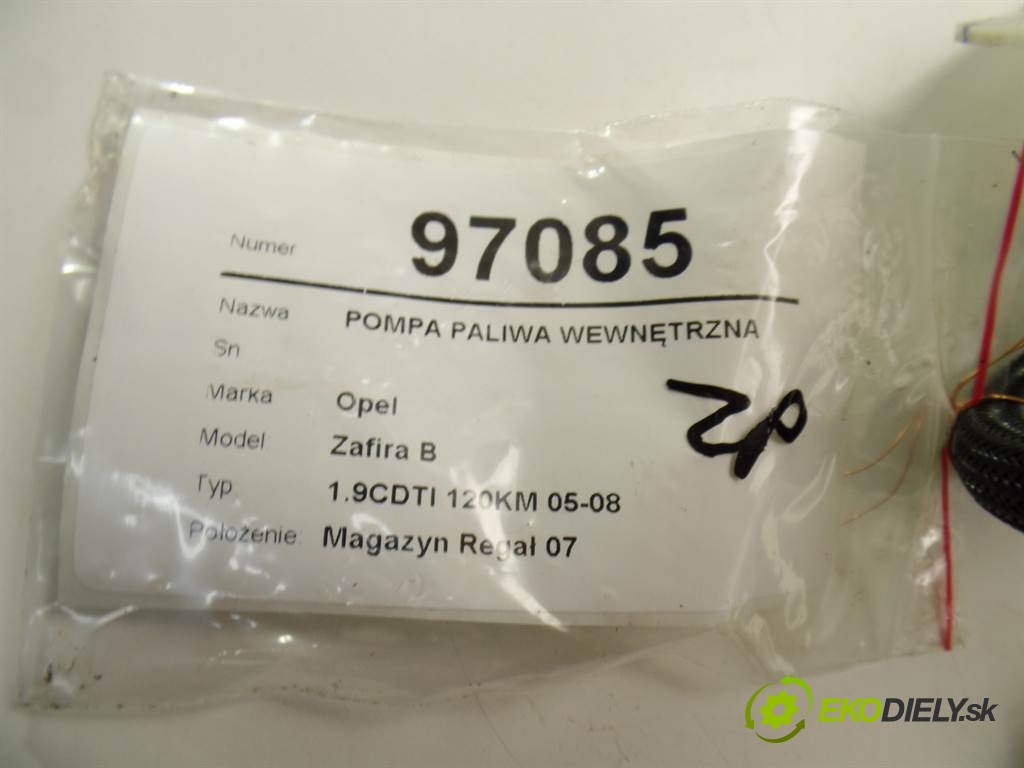 Numer 97085
Nazwa POMPA PALIWA WEWNĘTRZNA
Sn
Marka Opel
Model Zafira B
Typ 1.9CDTI 120KM 05-08
Położenie: Magazyn Regał 07
EKODIELY.sk